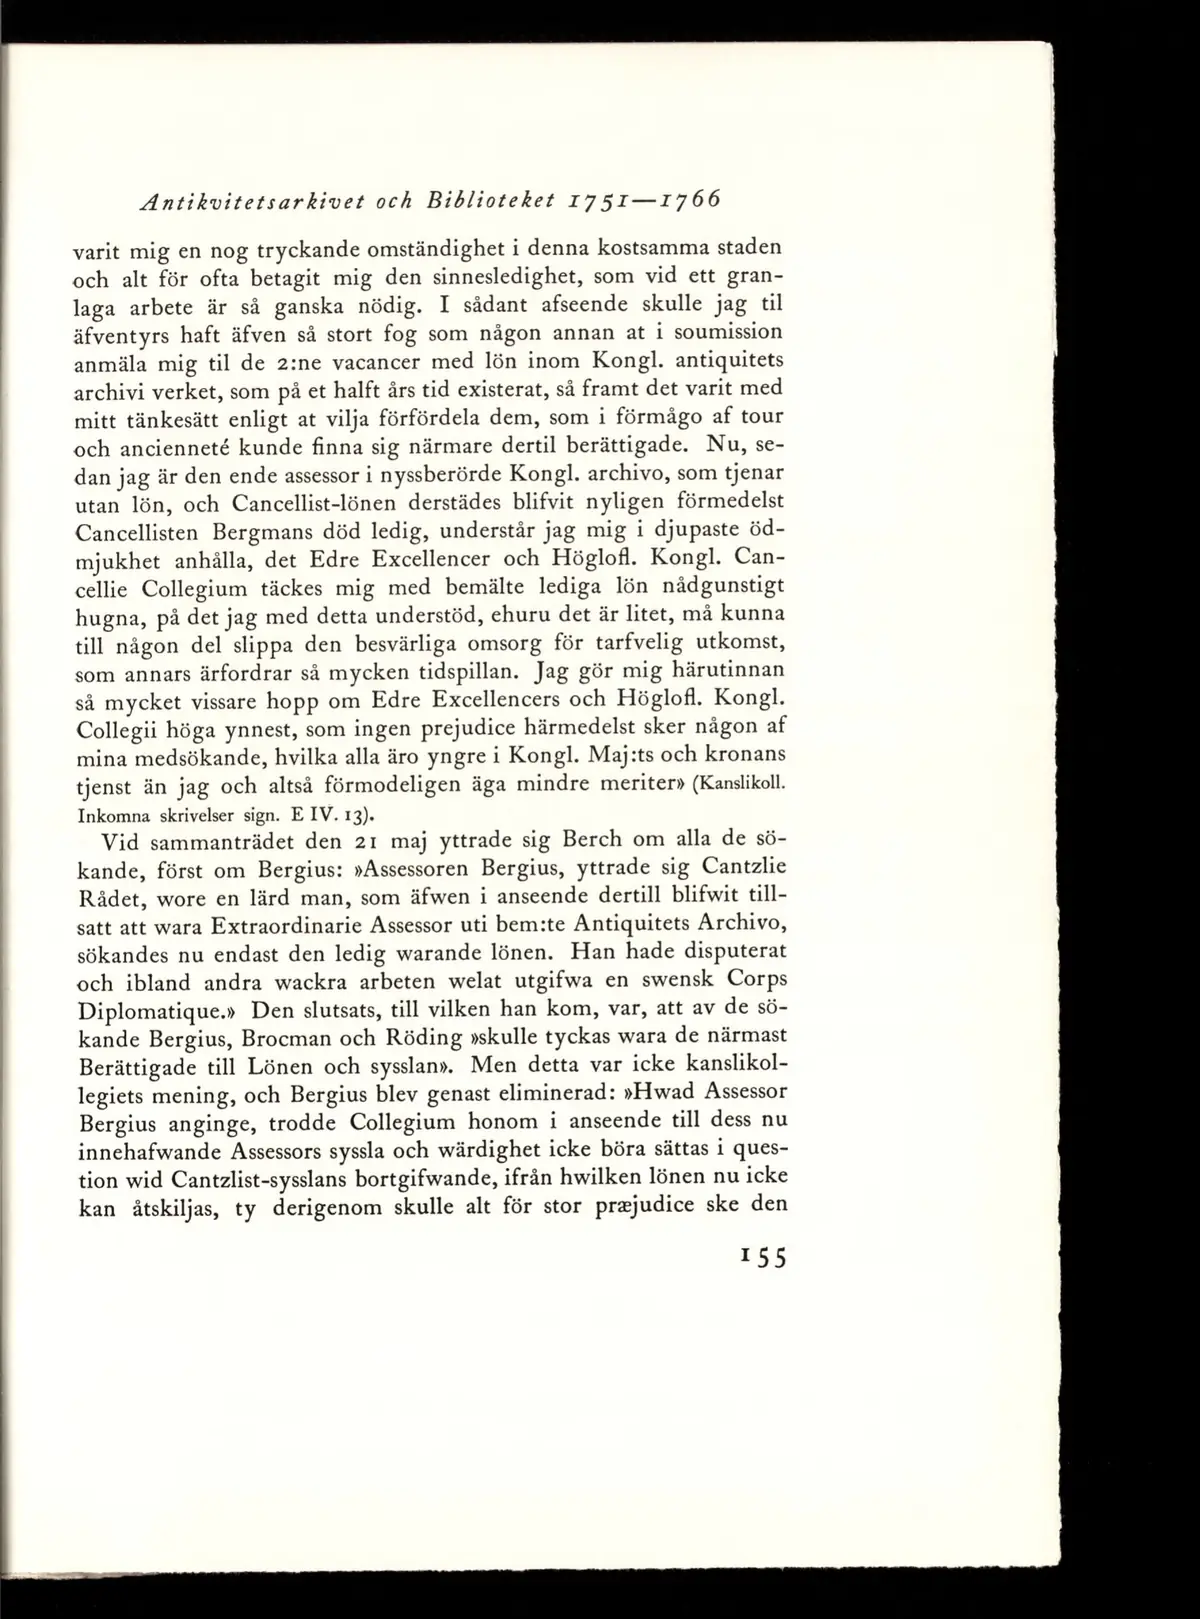 Antikvitetsarkivet och Biblioteket 1751—1766
varit mig en nog tryckande omständighet i denna kostsamma staden
och alt för ofta betagit mig den sinnesledighet, som vid ett gran-
laga arbete är så ganska nödig. I sådant afseende skulle jag til
äfventyrs haft äfven så stort fog som någon annan at i soumission
anmäla mig til de 2:ne vacancer med lön inom Kongl. antiquitets
archivi verket, som på et halft års tid existerat, så framt det varit med
mitt tänkesätt enligt at vilja förfördela dem, som i förmågo af tour
och ancienneté kunde finna sig närmare dertil berättigade. Nu, se-
dan jag är den ende assessor i nyssberörde Kongl. archivo, som tjenar
utan lön, och Cancellist-lönen derstädes blifvit nyligen förmedelst
Cancellisten Bergmans död ledig, understår jag mig i djupaste öd-
mjukhet anhålla, det Edre Excellencer och Höglofl. Kongl. Can-
cellie Collegium täckes mig med bemälte lediga lön nådgunstigt
hugna, på det jag med detta understöd, ehuru det är litet, må kunna
till någon del slippa den besvärliga omsorg för tarfvelig utkomst,
som annars ärfordrar så mycken tidspillan. Jag gör mig härutinnan
så mycket vissare hopp om Edre Excellencers och Höglofl. Kongl.
Collegii höga ynnest, som ingen prejudice härmedelst sker någon af
mina medsökande, hvilka alla äro yngre i Kongl. Maj:ts och kronans
tjenst än jag och altså förmodeligen äga mindre meriter» (Kanslikoll.
Inkomna skrivelser sign. E IV. 13).
Vid sammanträdet den 21 maj yttrade sig Berch om alla de sö-
kande, först om Bergius: »Assessoren Bergius, yttrade sig Cantzlie
Rådet, wore en lärd man, som äfwen i anseende dertill blifwit till-
satt att wara Extraordinarie Assessor uti bem:te Antiquitets Archivo,
sökandes nu endast den ledig warande lönen. Han hade disputerat
och ibland andra wackra arbeten welat utgifwa en swensk Corps
Diplomatique.» Den slutsats, till vilken han kom, var, att av de sö-
kande Bergius, Brocman och Röding »skulle tyckas wara de närmast
Berättigade till Lönen och sysslan». Men detta var icke kanslikol-
legiets mening, och Bergius blev genast eliminerad: »Hwad Assessor
Bergius anginge, trodde Collegium honom i anseende till dess nu
innehafwande Assessors syssla och wärdighet icke böra sättas i ques-
tion wid Cantzlist-sysslans bortgifwande, ifrån hwilken lönen nu icke
kan åtskiljas, ty derigenom skulle alt för stor præjudice ske den
155